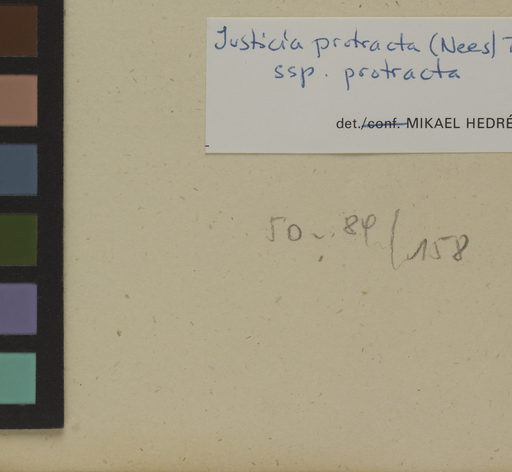 Justicia protracta (Nees) T
ssp. protracta
det./conf. MIKAEL HEDRÉ
50 89/158